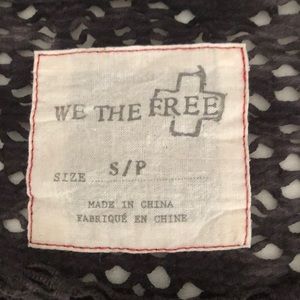 WE THE FREE
SIZE S/P
MADE IN CHINA
FABRIQUÉ EN CHINE